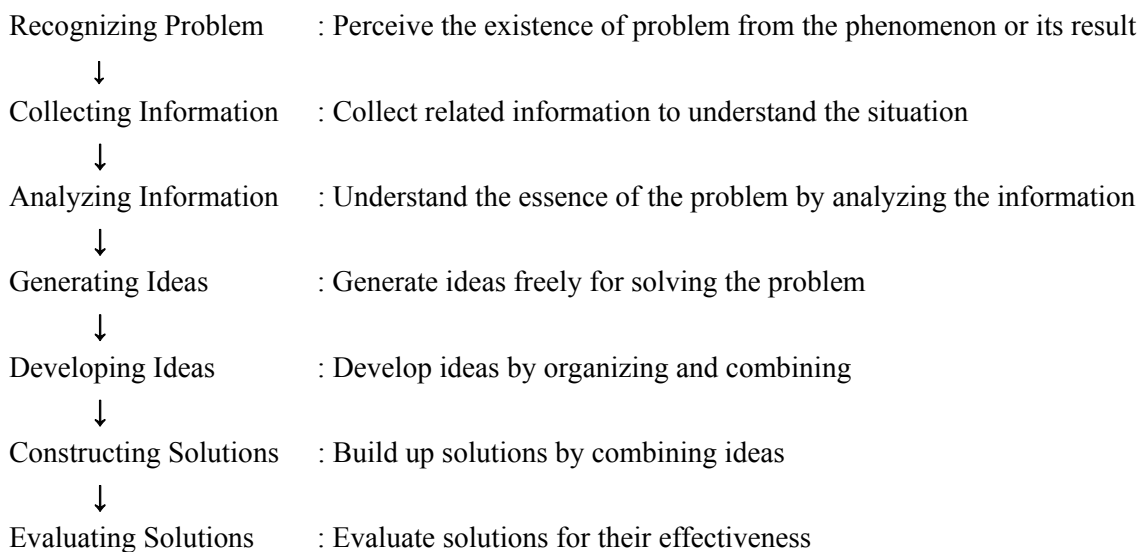 Recognizing Problem : Perceive the existence of problem from the phenomenon or its result
↓
Collecting Information : Collect related information to understand the situation
↓
Analyzing Information : Understand the essence of the problem by analyzing the information
↓
Generating Ideas : Generate ideas freely for solving the problem
↓
Developing Ideas : Develop ideas by organizing and combining
↓
Constructing Solutions : Build up solutions by combining ideas
↓
Evaluating Solutions : Evaluate solutions for their effectiveness